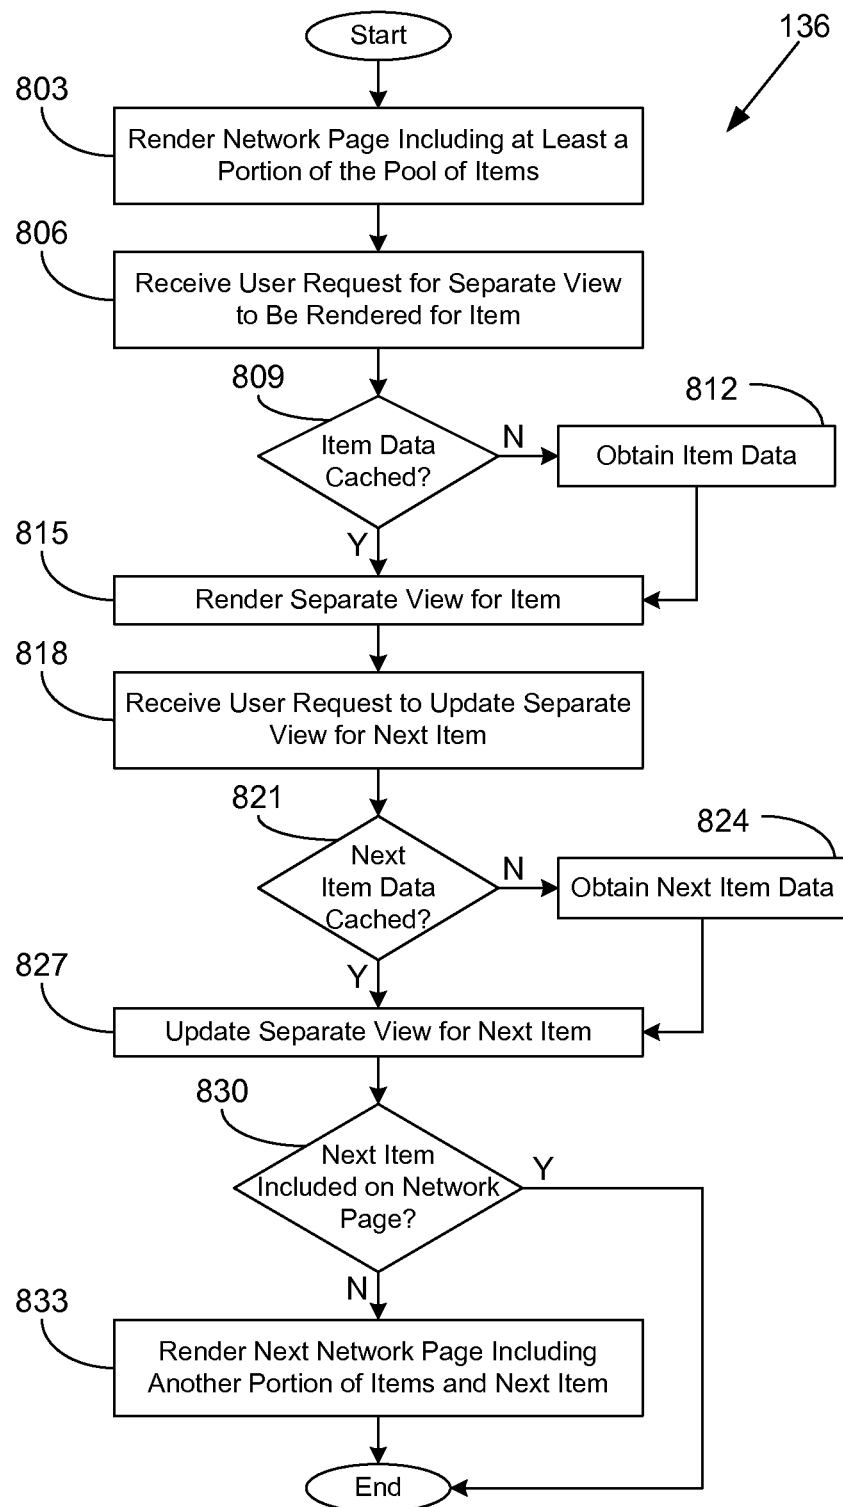 Start
136
803
Render Network Page Including at Least a
Portion of the Pool of Items
806
Receive User Request for Separate View
to Be Rendered for Item
809
812
Item Data
Cached?
N
Obtain Item Data
Y
815
Render Separate View for Item
818
Receive User Request to Update Separate
View for Next Item
821
824
Next
Item Data
Cached?
N
Obtain Next Item Data
Y
827
Update Separate View for Next Item
830
Next Item
Included on Network
Page?
Y
N
833
Render Next Network Page Including
Another Portion of Items and Next Item
End